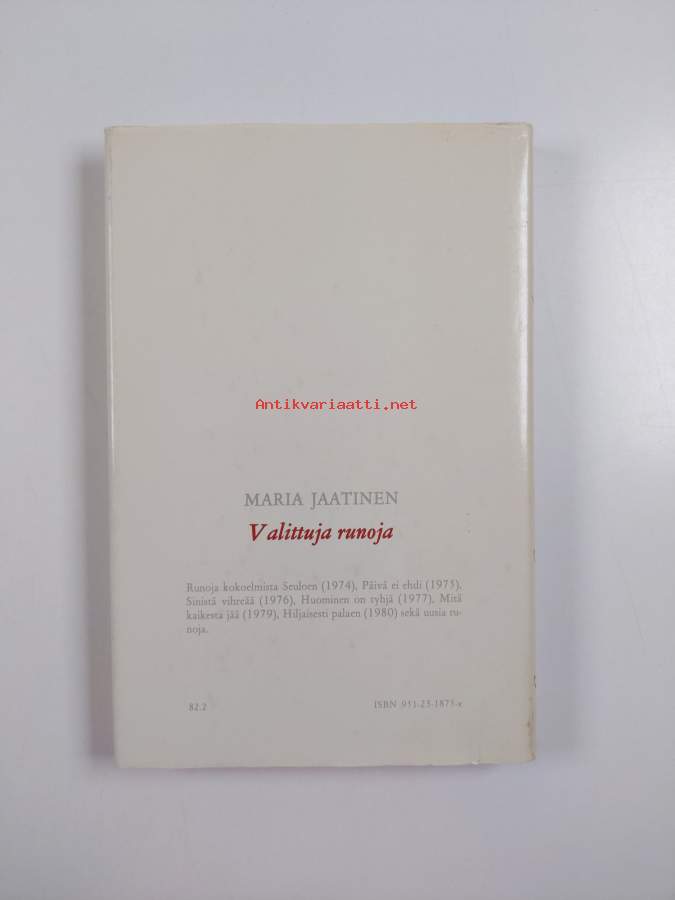 Antikvariaatti.net
MARIA JAATINEN
Valittuja runoja
Runoja kokoelmista Seuloen (1974), Päivä ei ehdi (1975),
Sinistä vihreää (1976), Huominen on tyhjä (1977), Mitä
kaikesta jää (1979), Hiljaisesti palaen (1980) sekä uusia ru-
noja.
82.2
ISBN 951-23-1875-x